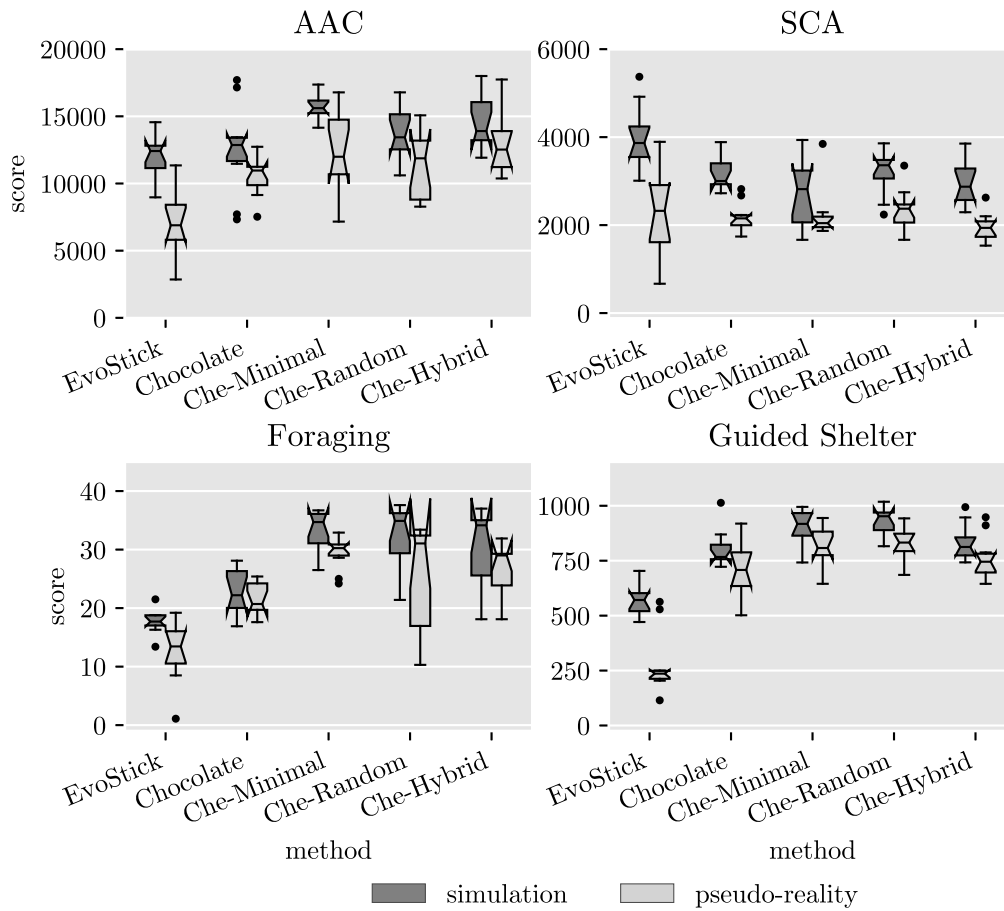 AAC
SCA
20000
15000
10000
5000
0
score
6000
4000
2000
0
EvoStick
Chocolate
Che-Minimal
Che-Random
Che-Hybrid
EvoStick
Chocolate
Che-Minimal
Che-Random
Che-Hybrid
Foraging
Guided Shelter
40
30
20
10
0
score
1000
750
500
250
0
EvoStick
Chocolate
Che-Minimal
Che-Random
Che-Hybrid
EvoStick
Chocolate
Che-Minimal
Che-Random
Che-Hybrid
method
method
simulation
pseudo-reality